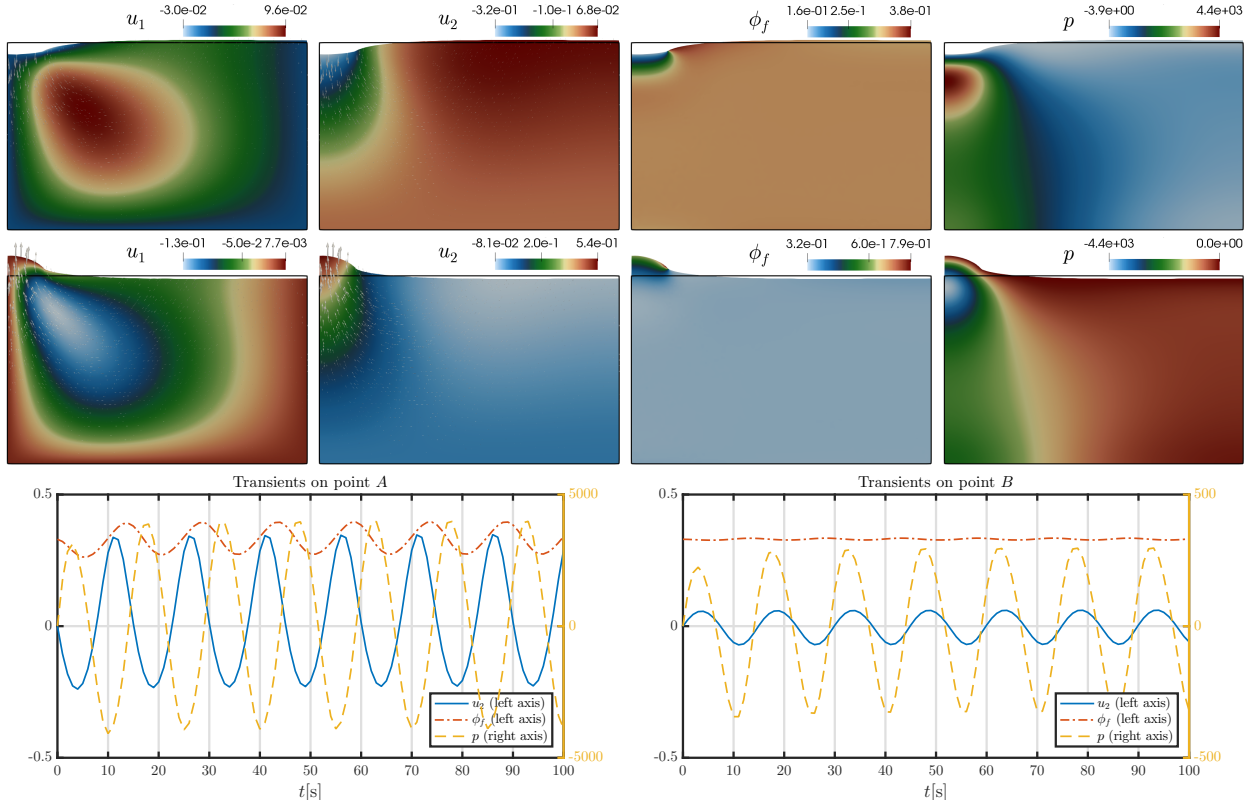 u₁ -3.0e-02 9.6e-02
u₂ -3.2e-01 -1.0e-1 6.8e-02
ϕ_f 1.6e-01 2.5e-1 3.8e-01
p -3.9e+00 4.4e+03
u₁ -1.3e-01 -5.0e-2 7.7e-03
u₂ -8.1e-02 2.0e-1 5.4e-01
ϕ_f 3.2e-01 6.0e-1 7.9e-01
p -4.4e+03 0.0e+00
Transients on point A
0.5 5000
0 0
-0.5 -5000
u₂ (left axis)
ϕ_f (left axis)
p (right axis)
0 10 20 30 40 50 60 70 80 90 100
t[s]
Transients on point B
0.5 500
0 0
-0.5 -500
u₂ (left axis)
ϕ_f (left axis)
p (right axis)
0 10 20 30 40 50 60 70 80 90 100
t[s]